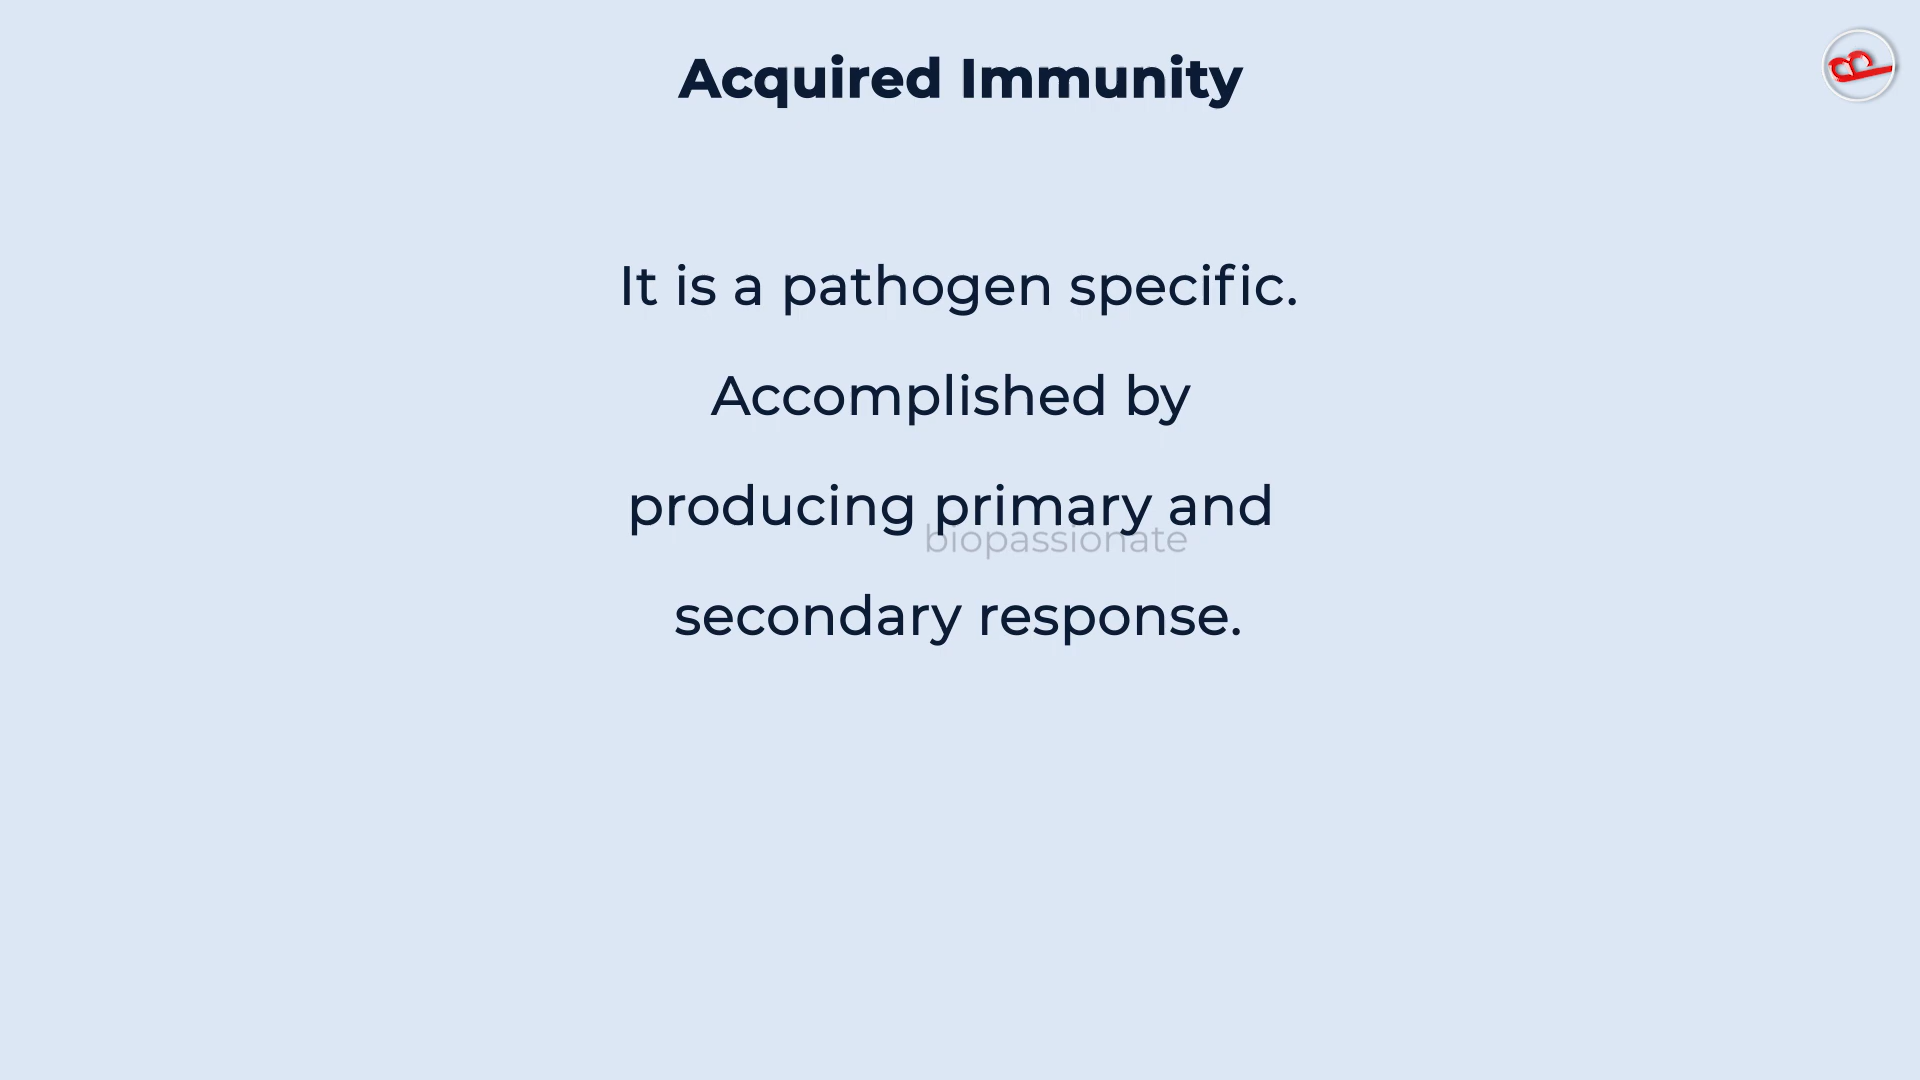 Acquired Immunity
It is a pathogen specific.
Accomplished by
producing primary and
biopassionate
secondary response.